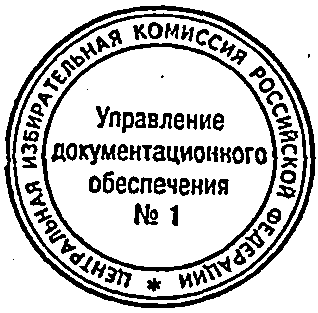 ЦЕНТРАЛЬНАЯ ИЗБИРАТЕЛЬНАЯ КОМИССИЯ РОССИЙСКОЙ ФЕДЕРАЦИИ *
Управление
документационного
обеспечения
№ 1